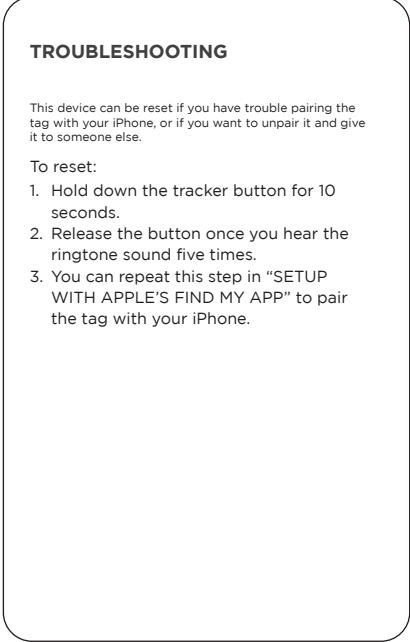 TROUBLESHOOTING
This device can be reset if you have trouble pairing the
tag with your iPhone, or if you want to unpair it and give
it to someone else.
To reset:
1. Hold down the tracker button for 10
seconds.
2. Release the button once you hear the
ringtone sound five times.
3. You can repeat this step in “SETUP
WITH APPLE’S FIND MY APP” to pair
the tag with your iPhone.